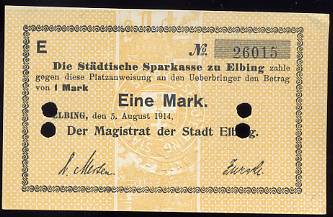 E
№ 26015
Die Städtische Sparkasse zu Elbing zahle
gegen diese Platzanweisung an den Ueberbringer den Betrag
von 1 Mark
Eine Mark.
ELBING, den 5. August 1914.
Der Magistrat der Stadt Elbing.